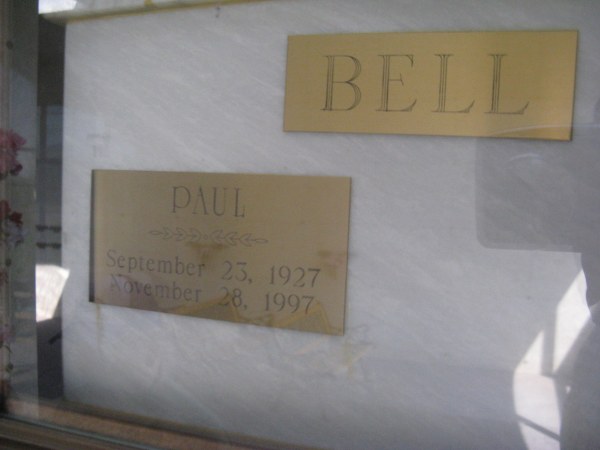 BELL
PAUL
September 23, 1927
November 28, 1997